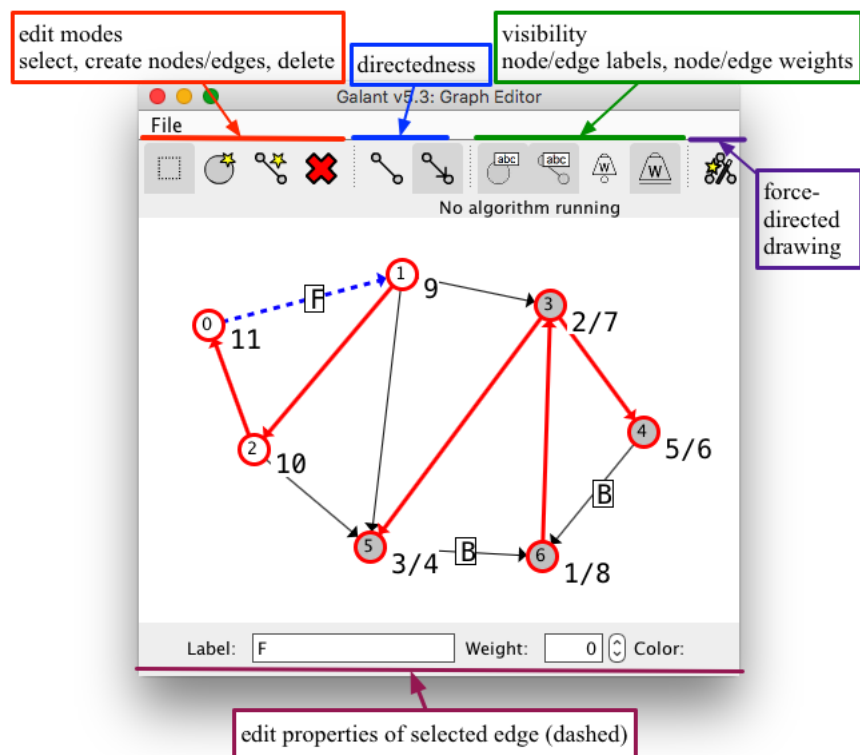 edit modes
select, create nodes/edges, delete
directedness
visibility
node/edge labels, node/edge weights
Galant v5.3: Graph Editor
File
abc
abc
W
W
force-
directed
drawing
No algorithm running
1
9
F
0
11
3
2/7
2
10
4
5/6
B
5
3/4
B
6
1/8
Label: F Weight: 0 Color:
edit properties of selected edge (dashed)